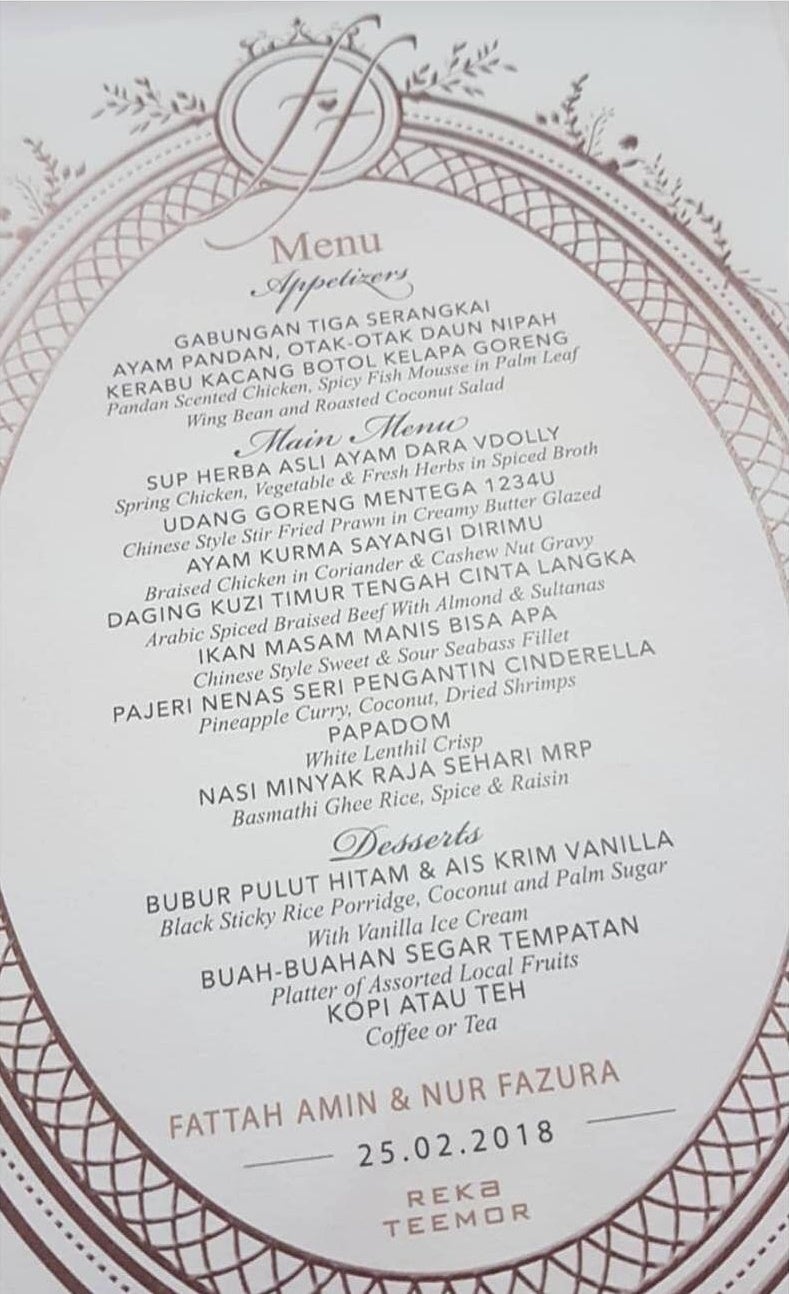 F F
Menu
Appetizers
GABUNGAN TIGA SERANGKAI
AYAM PANDAN, OTAK-OTAK DAUN NIPAH
KERABU KACANG BOTOL KELAPA GORENG
Pandan Scented Chicken, Spicy Fish Mousse in Palm Leaf
Wing Bean and Roasted Coconut Salad
Main Menu
SUP HERBA ASLI AYAM DARA VDOLLY
Spring Chicken, Vegetable & Fresh Herbs in Spiced Broth
UDANG GORENG MENTEGA 1234U
Chinese Style Stir Fried Prawn in Creamy Butter Glazed
AYAM KURMA SAYANGI DIRIMU
Braised Chicken in Coriander & Cashew Nut Gravy
DAGING KUZI TIMUR TENGAH CINTA LANGKA
Arabic Spiced Braised Beef With Almond & Sultanas
IKAN MASAM MANIS BISA APA
Chinese Style Sweet & Sour Seabass Fillet
PAJERI NENAS SERI PENGANTIN CINDERELLA
Pineapple Curry, Coconut, Dried Shrimps
PAPADOM
White Lenthil Crisp
NASI MINYAK RAJA SEHARI MRP
Basmathi Ghee Rice, Spice & Raisin
Desserts
BUBUR PULUT HITAM & AIS KRIM VANILLA
Black Sticky Rice Porridge, Coconut and Palm Sugar
With Vanilla Ice Cream
BUAH-BUAHAN SEGAR TEMPATAN
Platter of Assorted Local Fruits
KOPI ATAU TEH
Coffee or Tea
FATTAH AMIN & NUR FAZURA
25.02.2018
REKa
TEEMOR